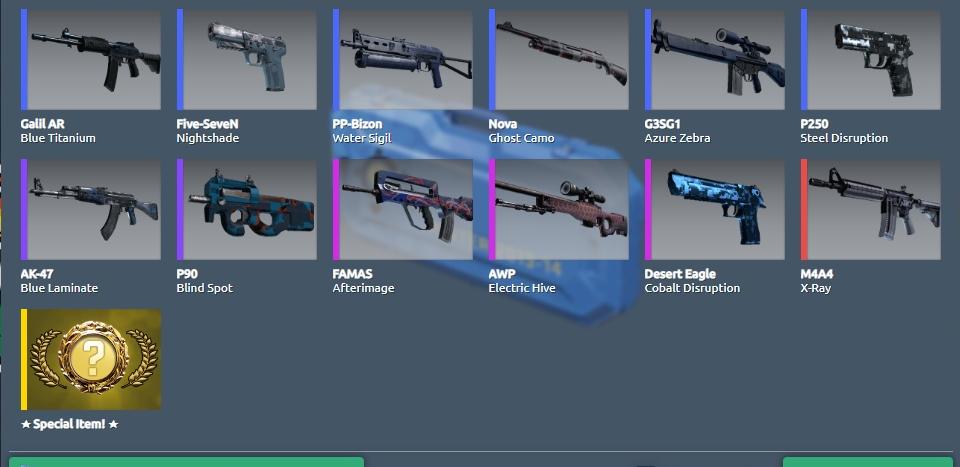 Galil AR
Blue Titanium
Five-SeveN
Nightshade
PP-Bizon
Water Sigil
Nova
Ghost Camo
G3SG1
Azure Zebra
P250
Steel Disruption
AK-47
Blue Laminate
P90
Blind Spot
FAMAS
Afterimage
AWP
Electric Hive
Desert Eagle
Cobalt Disruption
M4A4
X-Ray
?
★ Special Item! ★